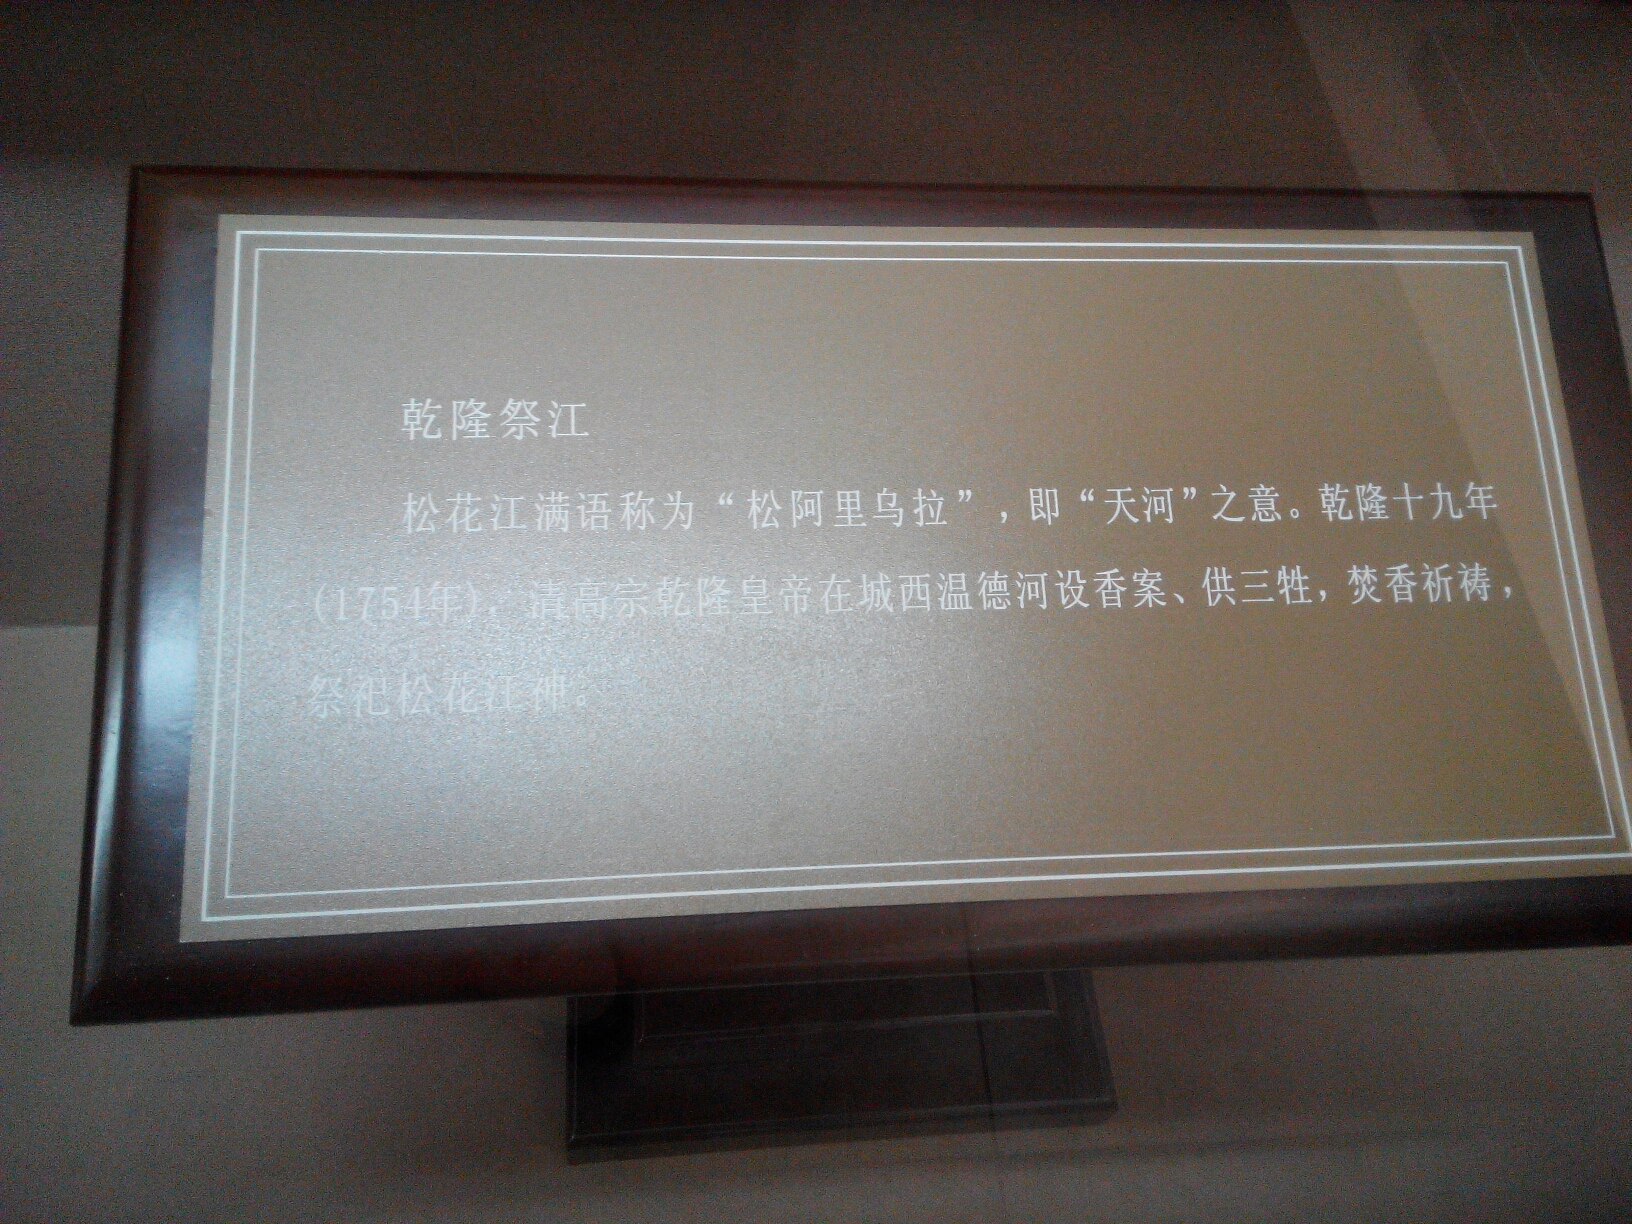 乾隆祭江
松花江满语称为“松阿里乌拉”,即“天河”之意。乾隆十九年
(1754年),清高宗乾隆皇帝在城西温德河设香案、供三牲,焚香祈祷,
祭祀松花江神。